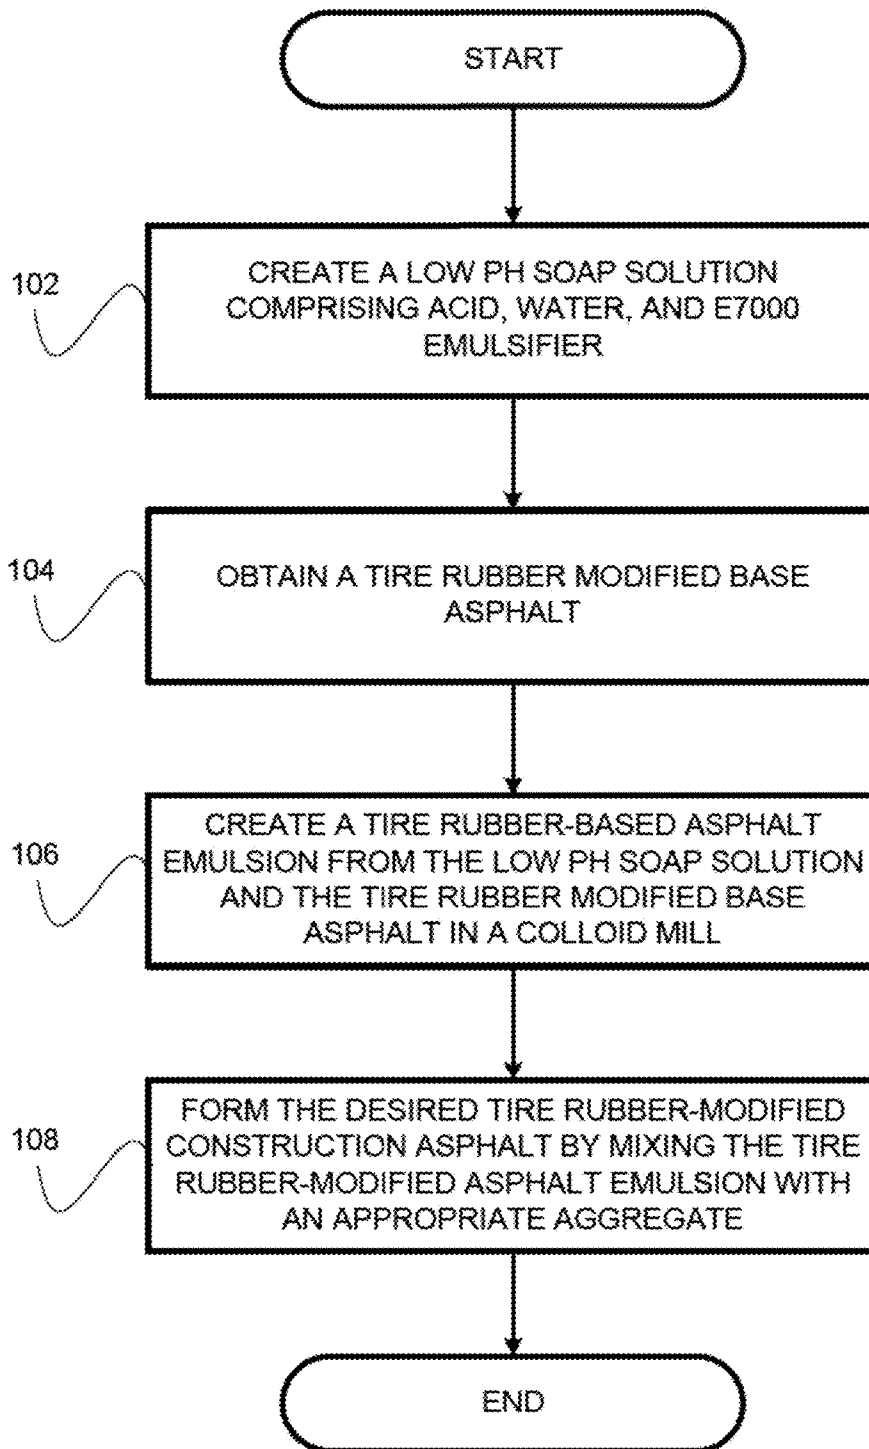 START
102
CREATE A LOW PH SOAP SOLUTION
COMPRISING ACID, WATER, AND E7000
EMULSIFIER
104
OBTAIN A TIRE RUBBER MODIFIED BASE
ASPHALT
106
CREATE A TIRE RUBBER-BASED ASPHALT
EMULSION FROM THE LOW PH SOAP SOLUTION
AND THE TIRE RUBBER MODIFIED BASE
ASPHALT IN A COLLOID MILL
108
FORM THE DESIRED TIRE RUBBER-MODIFIED
CONSTRUCTION ASPHALT BY MIXING THE TIRE
RUBBER-MODIFIED ASPHALT EMULSION WITH
AN APPROPRIATE AGGREGATE
END